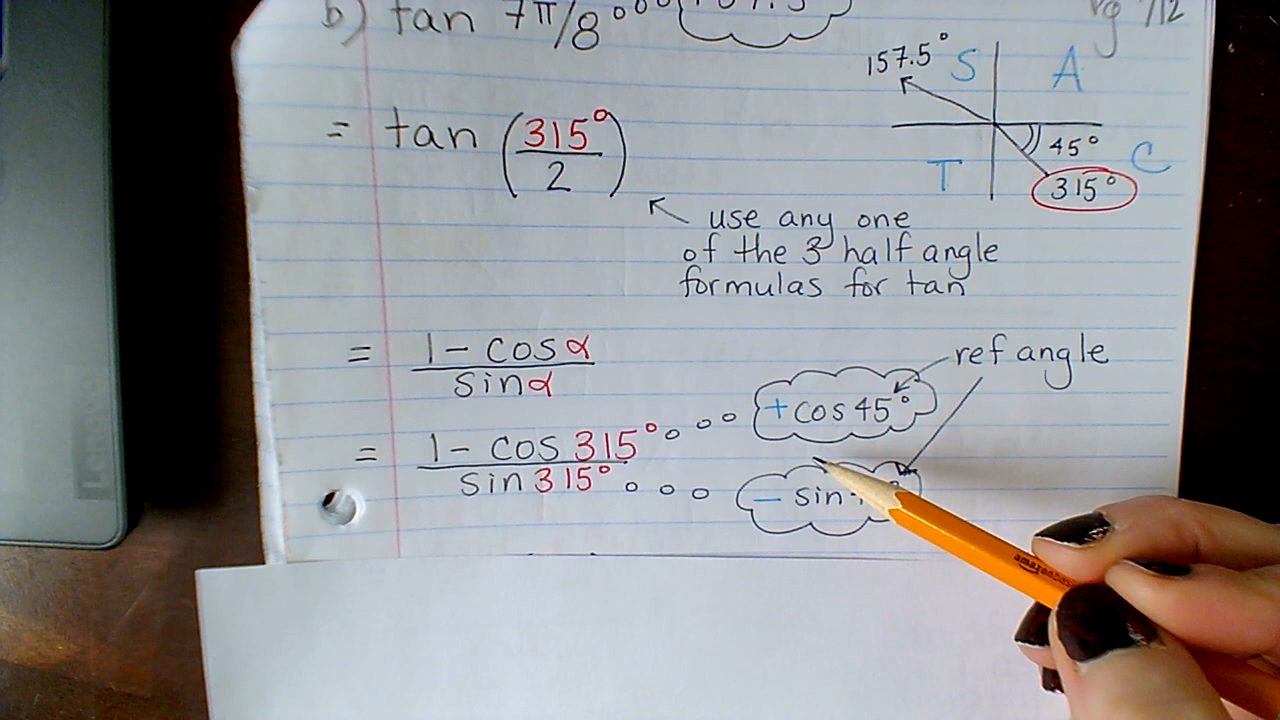 b) tan 7π/8
157.5° S A
= tan (315°/2)
45° C
T 315°
use any one
of the 3 half angle
formulas for tan
= 1 - cos α
sin α
ref angle
+ cos 45°
= 1 - cos 315°
sin 315°
- sin
LENOVO